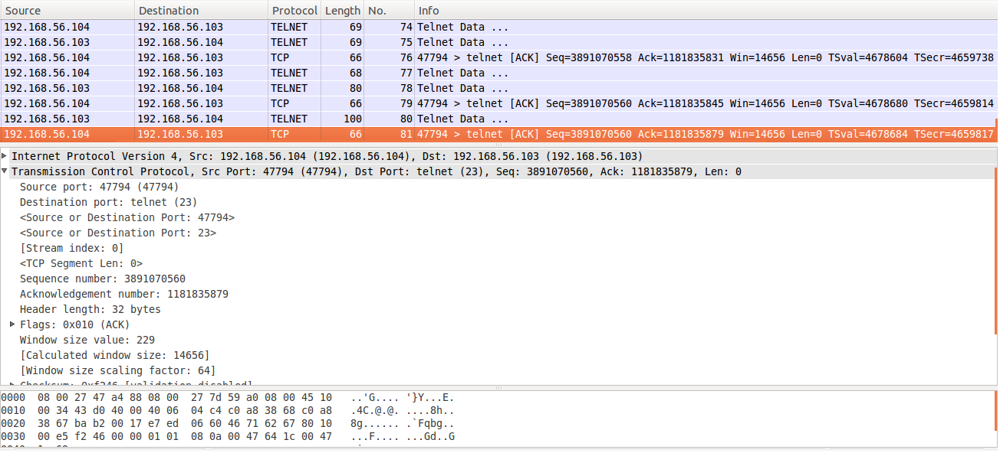 Source Destination Protocol Length No. Info
192.168.56.104 192.168.56.103 TELNET 69 74 Telnet Data ...
192.168.56.103 192.168.56.104 TELNET 69 75 Telnet Data ...
192.168.56.104 192.168.56.103 TCP 66 76 47794 > telnet [ACK] Seq=3891070558 Ack=1181835831 Win=14656 Len=0 TSval=4678604 TSecr=4659738
192.168.56.104 192.168.56.103 TELNET 68 77 Telnet Data ...
192.168.56.103 192.168.56.104 TELNET 80 78 Telnet Data ...
192.168.56.104 192.168.56.103 TCP 66 79 47794 > telnet [ACK] Seq=3891070560 Ack=1181835845 Win=14656 Len=0 TSval=4678680 TSecr=4659814
192.168.56.103 192.168.56.104 TELNET 100 80 Telnet Data ...
192.168.56.104 192.168.56.103 TCP 66 81 47794 > telnet [ACK] Seq=3891070560 Ack=1181835879 Win=14656 Len=0 TSval=4678684 TSecr=4659817
Internet Protocol Version 4, Src: 192.168.56.104 (192.168.56.104), Dst: 192.168.56.103 (192.168.56.103)
Transmission Control Protocol, Src Port: 47794 (47794), Dst Port: telnet (23), Seq: 3891070560, Ack: 1181835879, Len: 0
Source port: 47794 (47794)
Destination port: telnet (23)
<Source or Destination Port: 47794>
<Source or Destination Port: 23>
[Stream index: 0]
<TCP Segment Len: 0>
Sequence number: 3891070560
Acknowledgement number: 1181835879
Header length: 32 bytes
Flags: 0x010 (ACK)
Window size value: 229
[Calculated window size: 14656]
[Window size scaling factor: 64]
Checksum: 0xf246 [validation disabled]
0000 08 00 27 47 a4 88 08 00 27 7d 59 a0 08 00 45 10 ..'G.... '}Y...E.
0010 00 34 43 d0 40 00 40 06 04 c4 c0 a8 38 68 c0 a8 .4C.@.@. ....8h..
0020 38 67 ba b2 00 17 e7 ed 06 60 46 71 62 67 80 10 8g...... .`Fqbg..
0030 00 e5 f2 46 00 00 01 01 08 0a 00 47 64 1c 00 47 ...F.... ...Gd..G